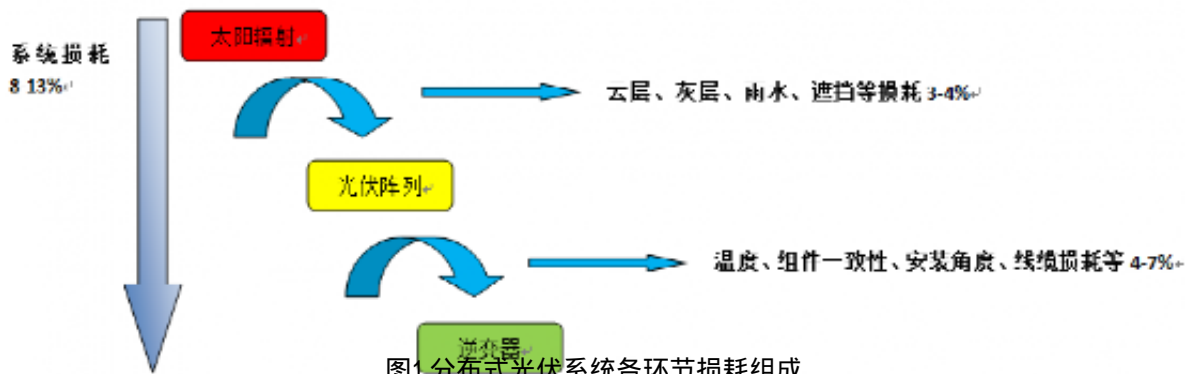 太阳辐射
系统损耗
8 13%
云层、灰层、雨水、遮挡等损耗 3-4%
光伏阵列
温度、组件一致性、安装角度、线缆损耗等 4-7%
逆变器
图1 分布式光伏系统各环节损耗组成